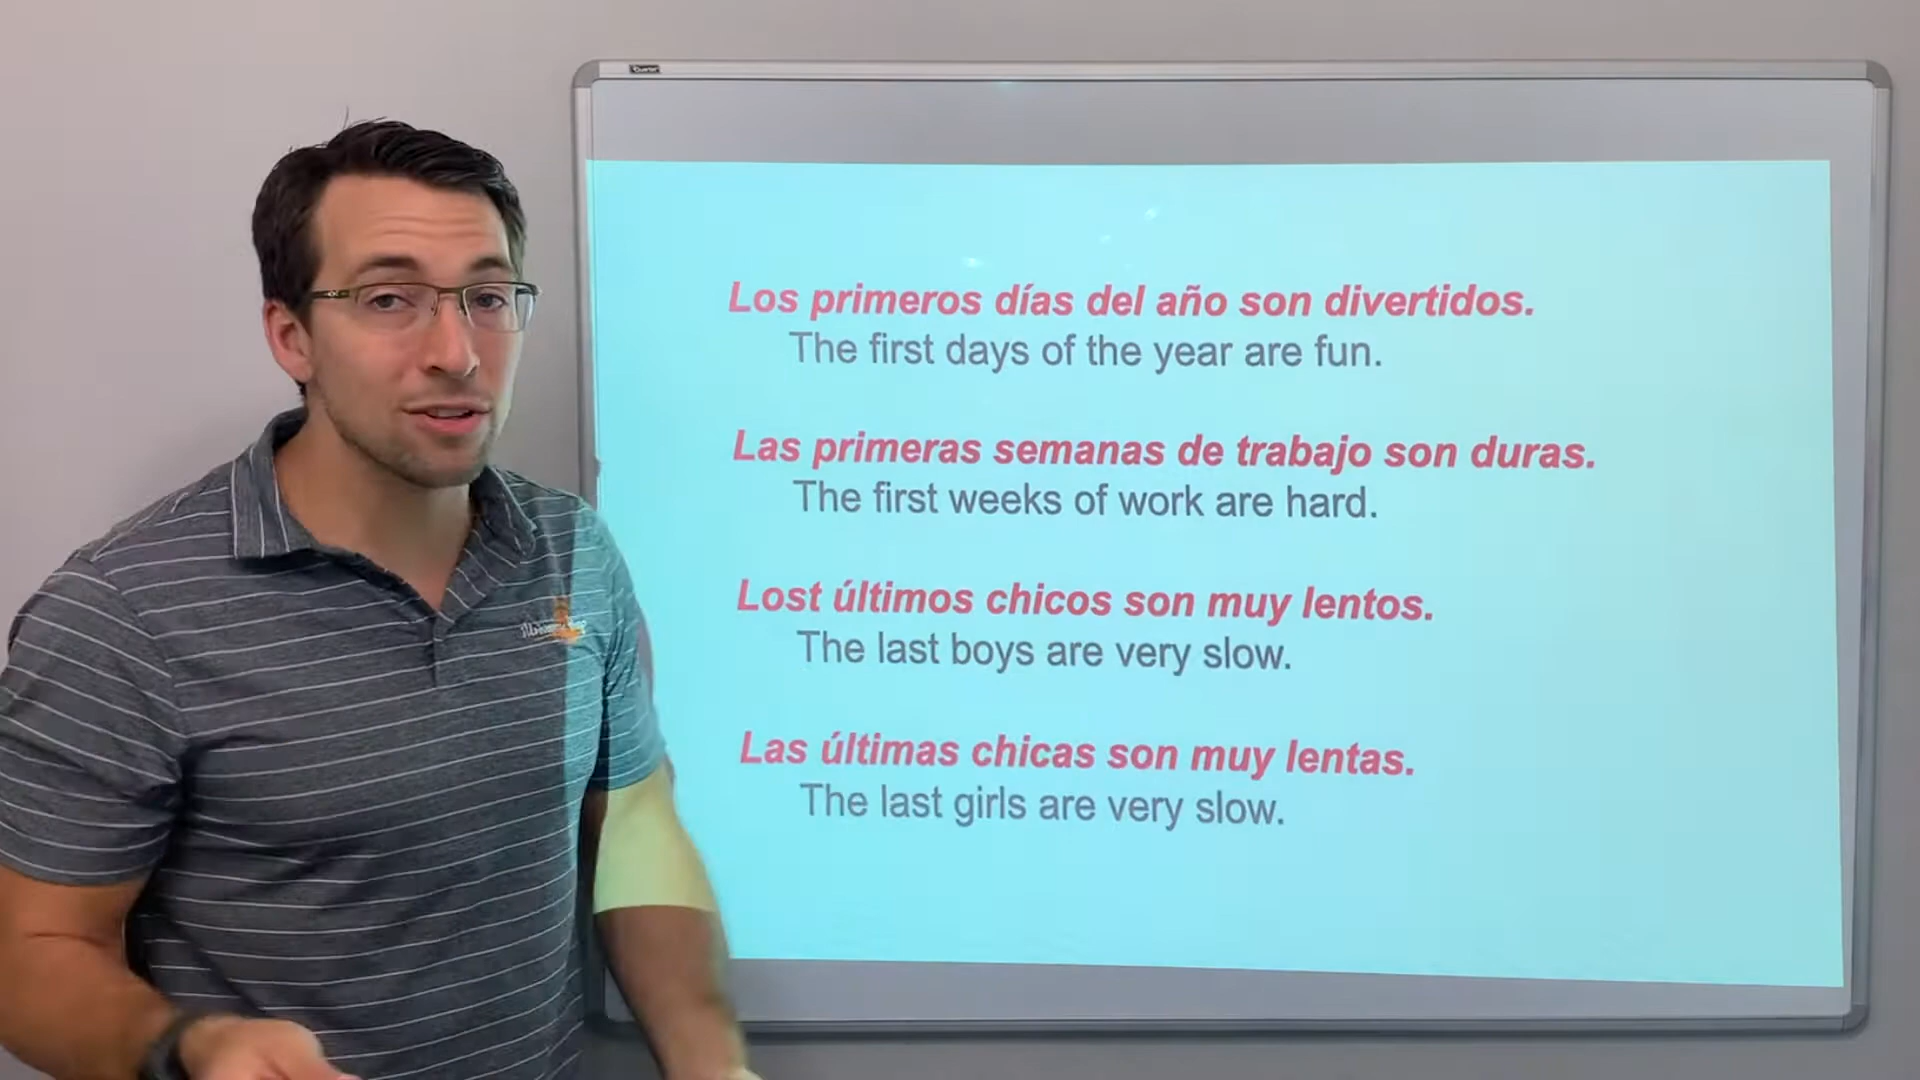 Quartet
Los primeros días del año son divertidos.
The first days of the year are fun.
Las primeras semanas de trabajo son duras.
The first weeks of work are hard.
Lost últimos chicos son muy lentos.
The last boys are very slow.
Las últimas chicas son muy lentas.
The last girls are very slow.